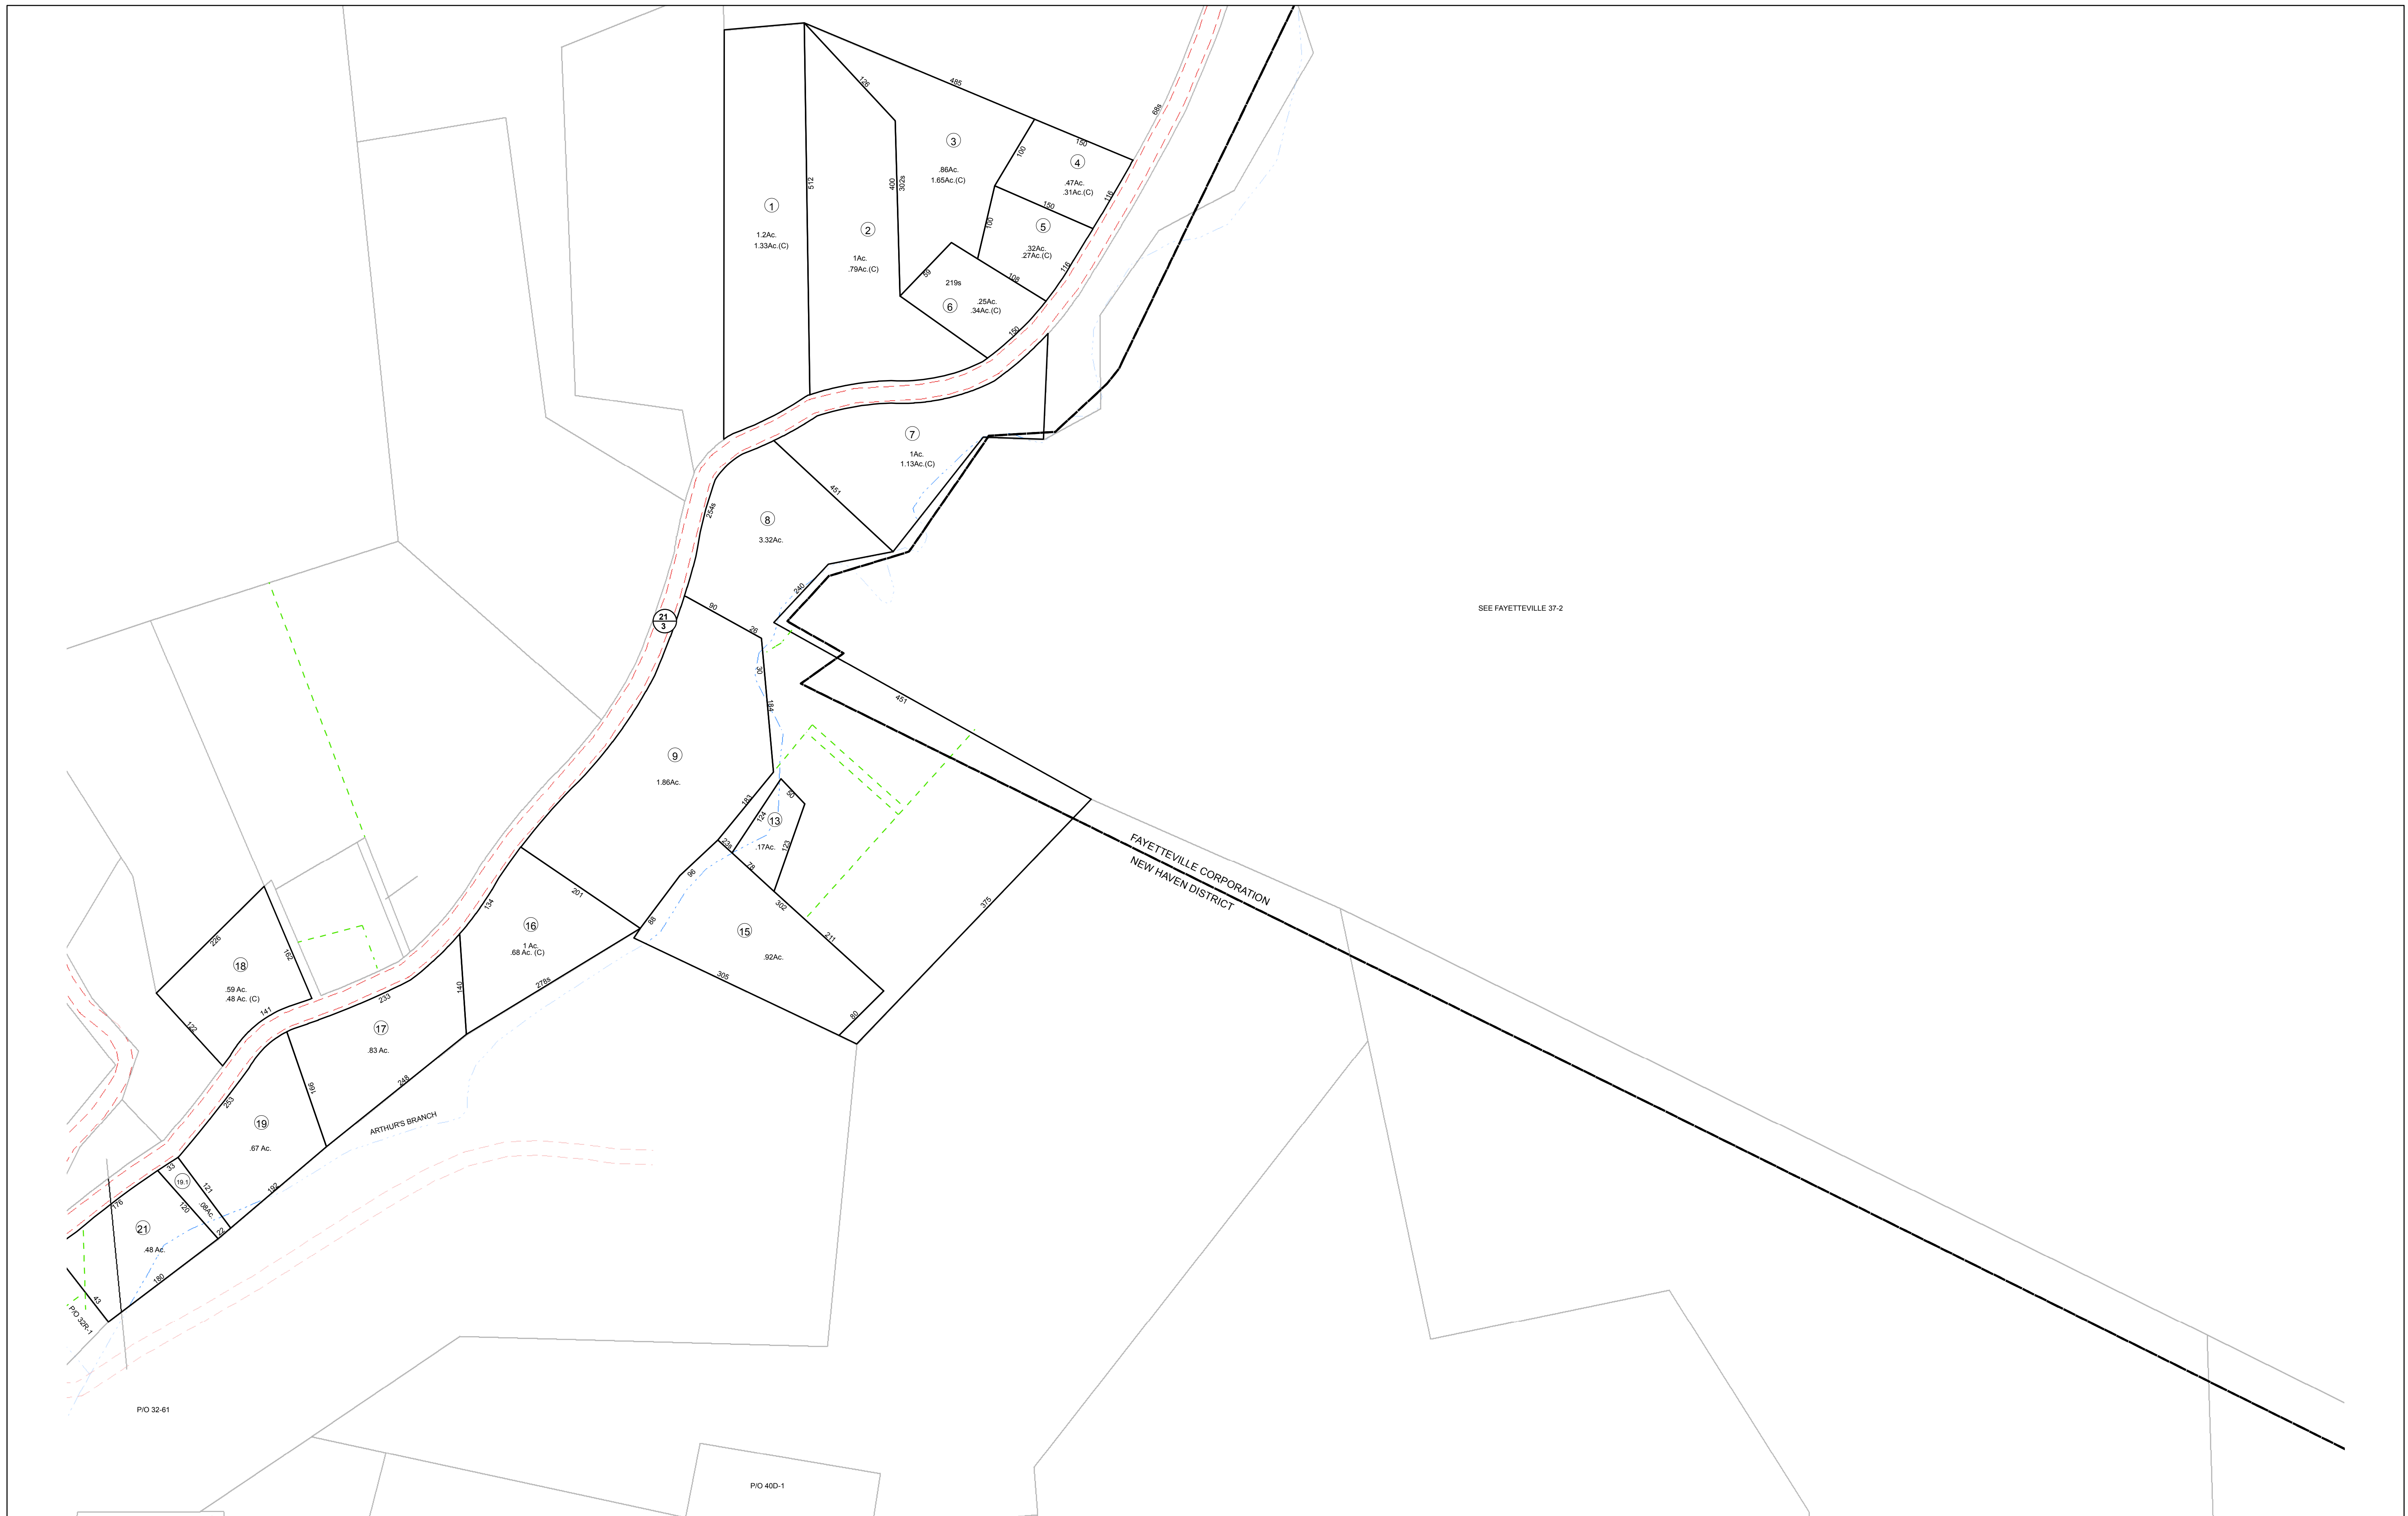 68s
485
126
150
100
3
.86Ac.
1.65Ac.(C)
4
.47Ac.
.31Ac.(C)
116
512
400
302s
1
1.2Ac.
1.33Ac.(C)
2
1Ac.
.79Ac.(C)
150
100
5
.32Ac.
.27Ac.(C)
116
59
108
219s
6
.25Ac.
.34Ac.(C)
150
7
1Ac.
1.13Ac.(C)
451
254s
8
3.32Ac.
240
90
26
21
3
SEE FAYETTEVILLE 37-2
30
184
451
9
1.86Ac.
183
50
124
13
.17Ac.
123
23s
78
96
302
211
375
FAYETTEVILLE CORPORATION
NEW HAVEN DISTRICT
201
134
88
16
1 Ac.
.68 Ac. (C)
15
.92Ac.
305
80
278s
140
226
162
18
.59 Ac.
.48 Ac. (C)
122
141
233
17
.83 Ac.
166
248
253
19
.67 Ac.
ARTHUR'S BRANCH
33
19.1
121
120
.08Ac.
192
22
176
21
.48 Ac.
180
43
P/O 32R-1
P/O 32-61
P/O 40D-1